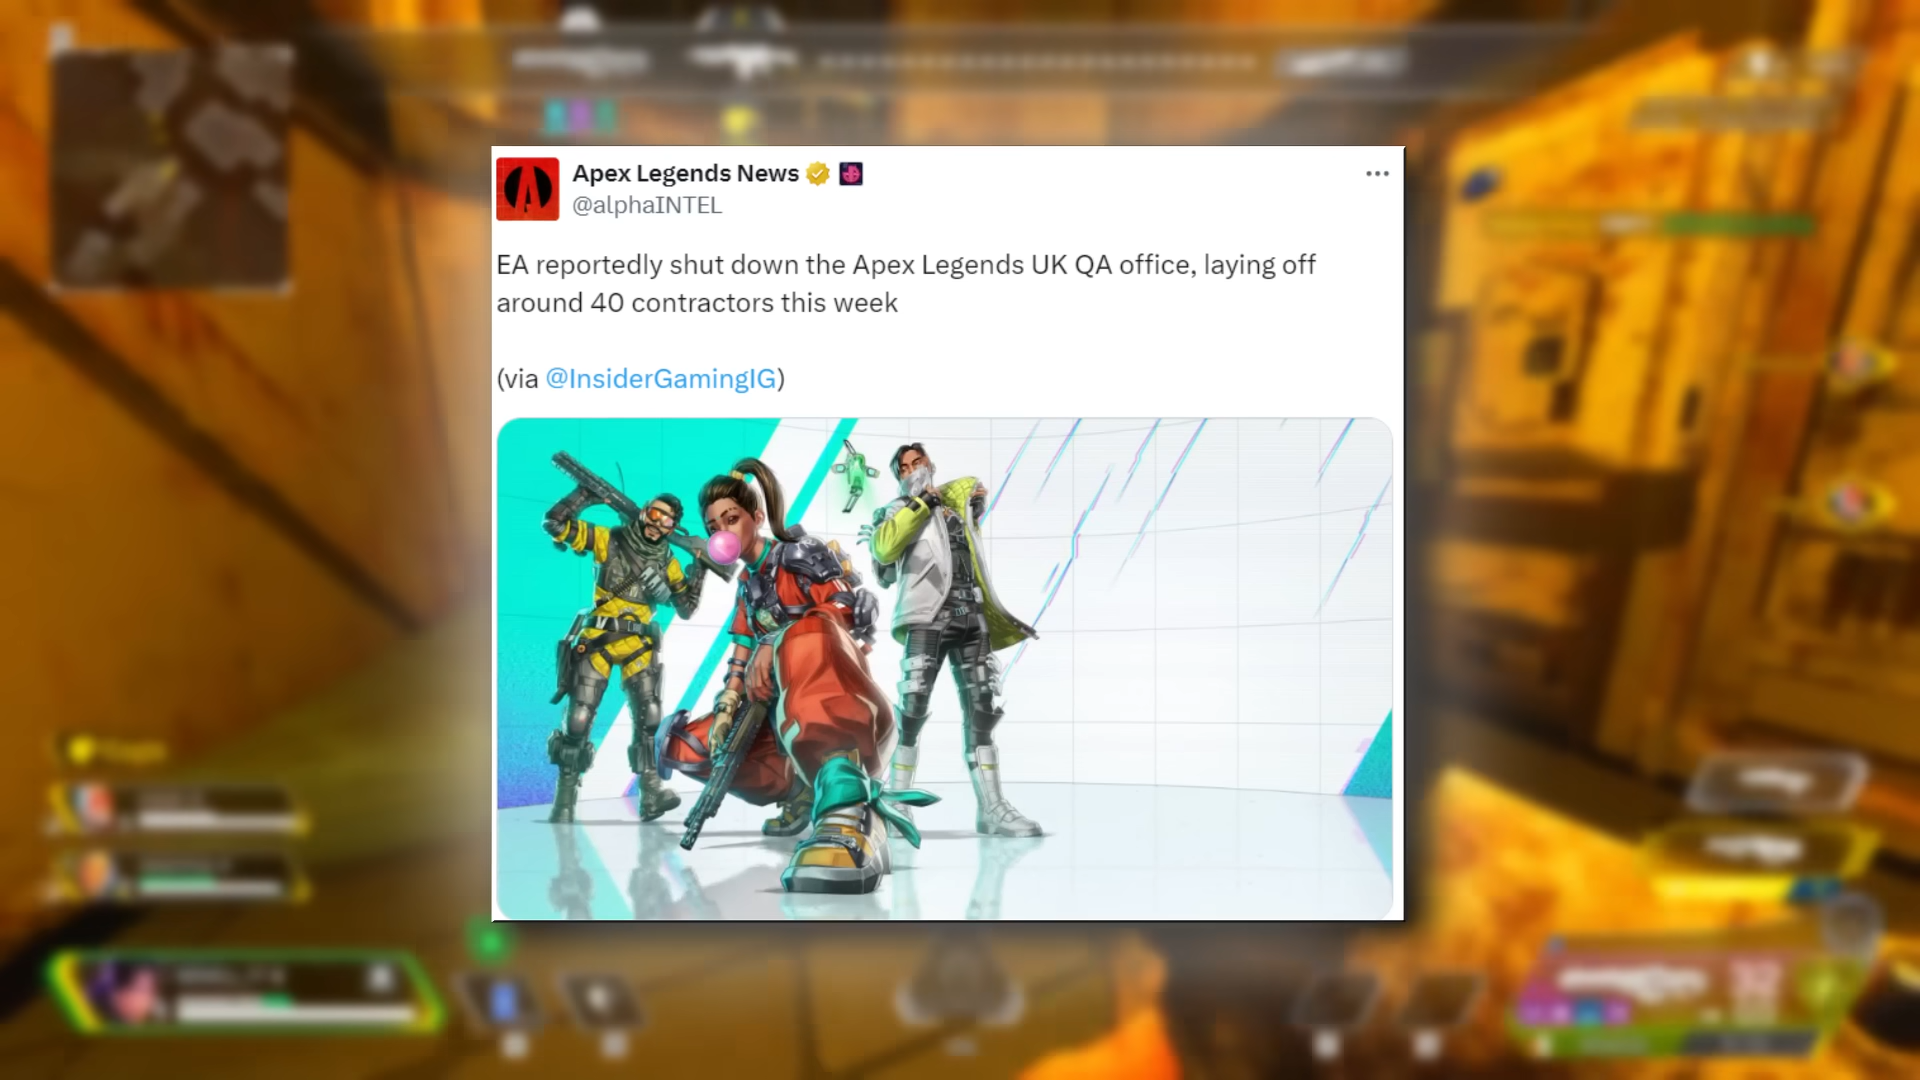 Apex Legends News
@alphaINTEL
EA reportedly shut down the Apex Legends UK QA office, laying off
around 40 contractors this week
(via @InsiderGamingIG)